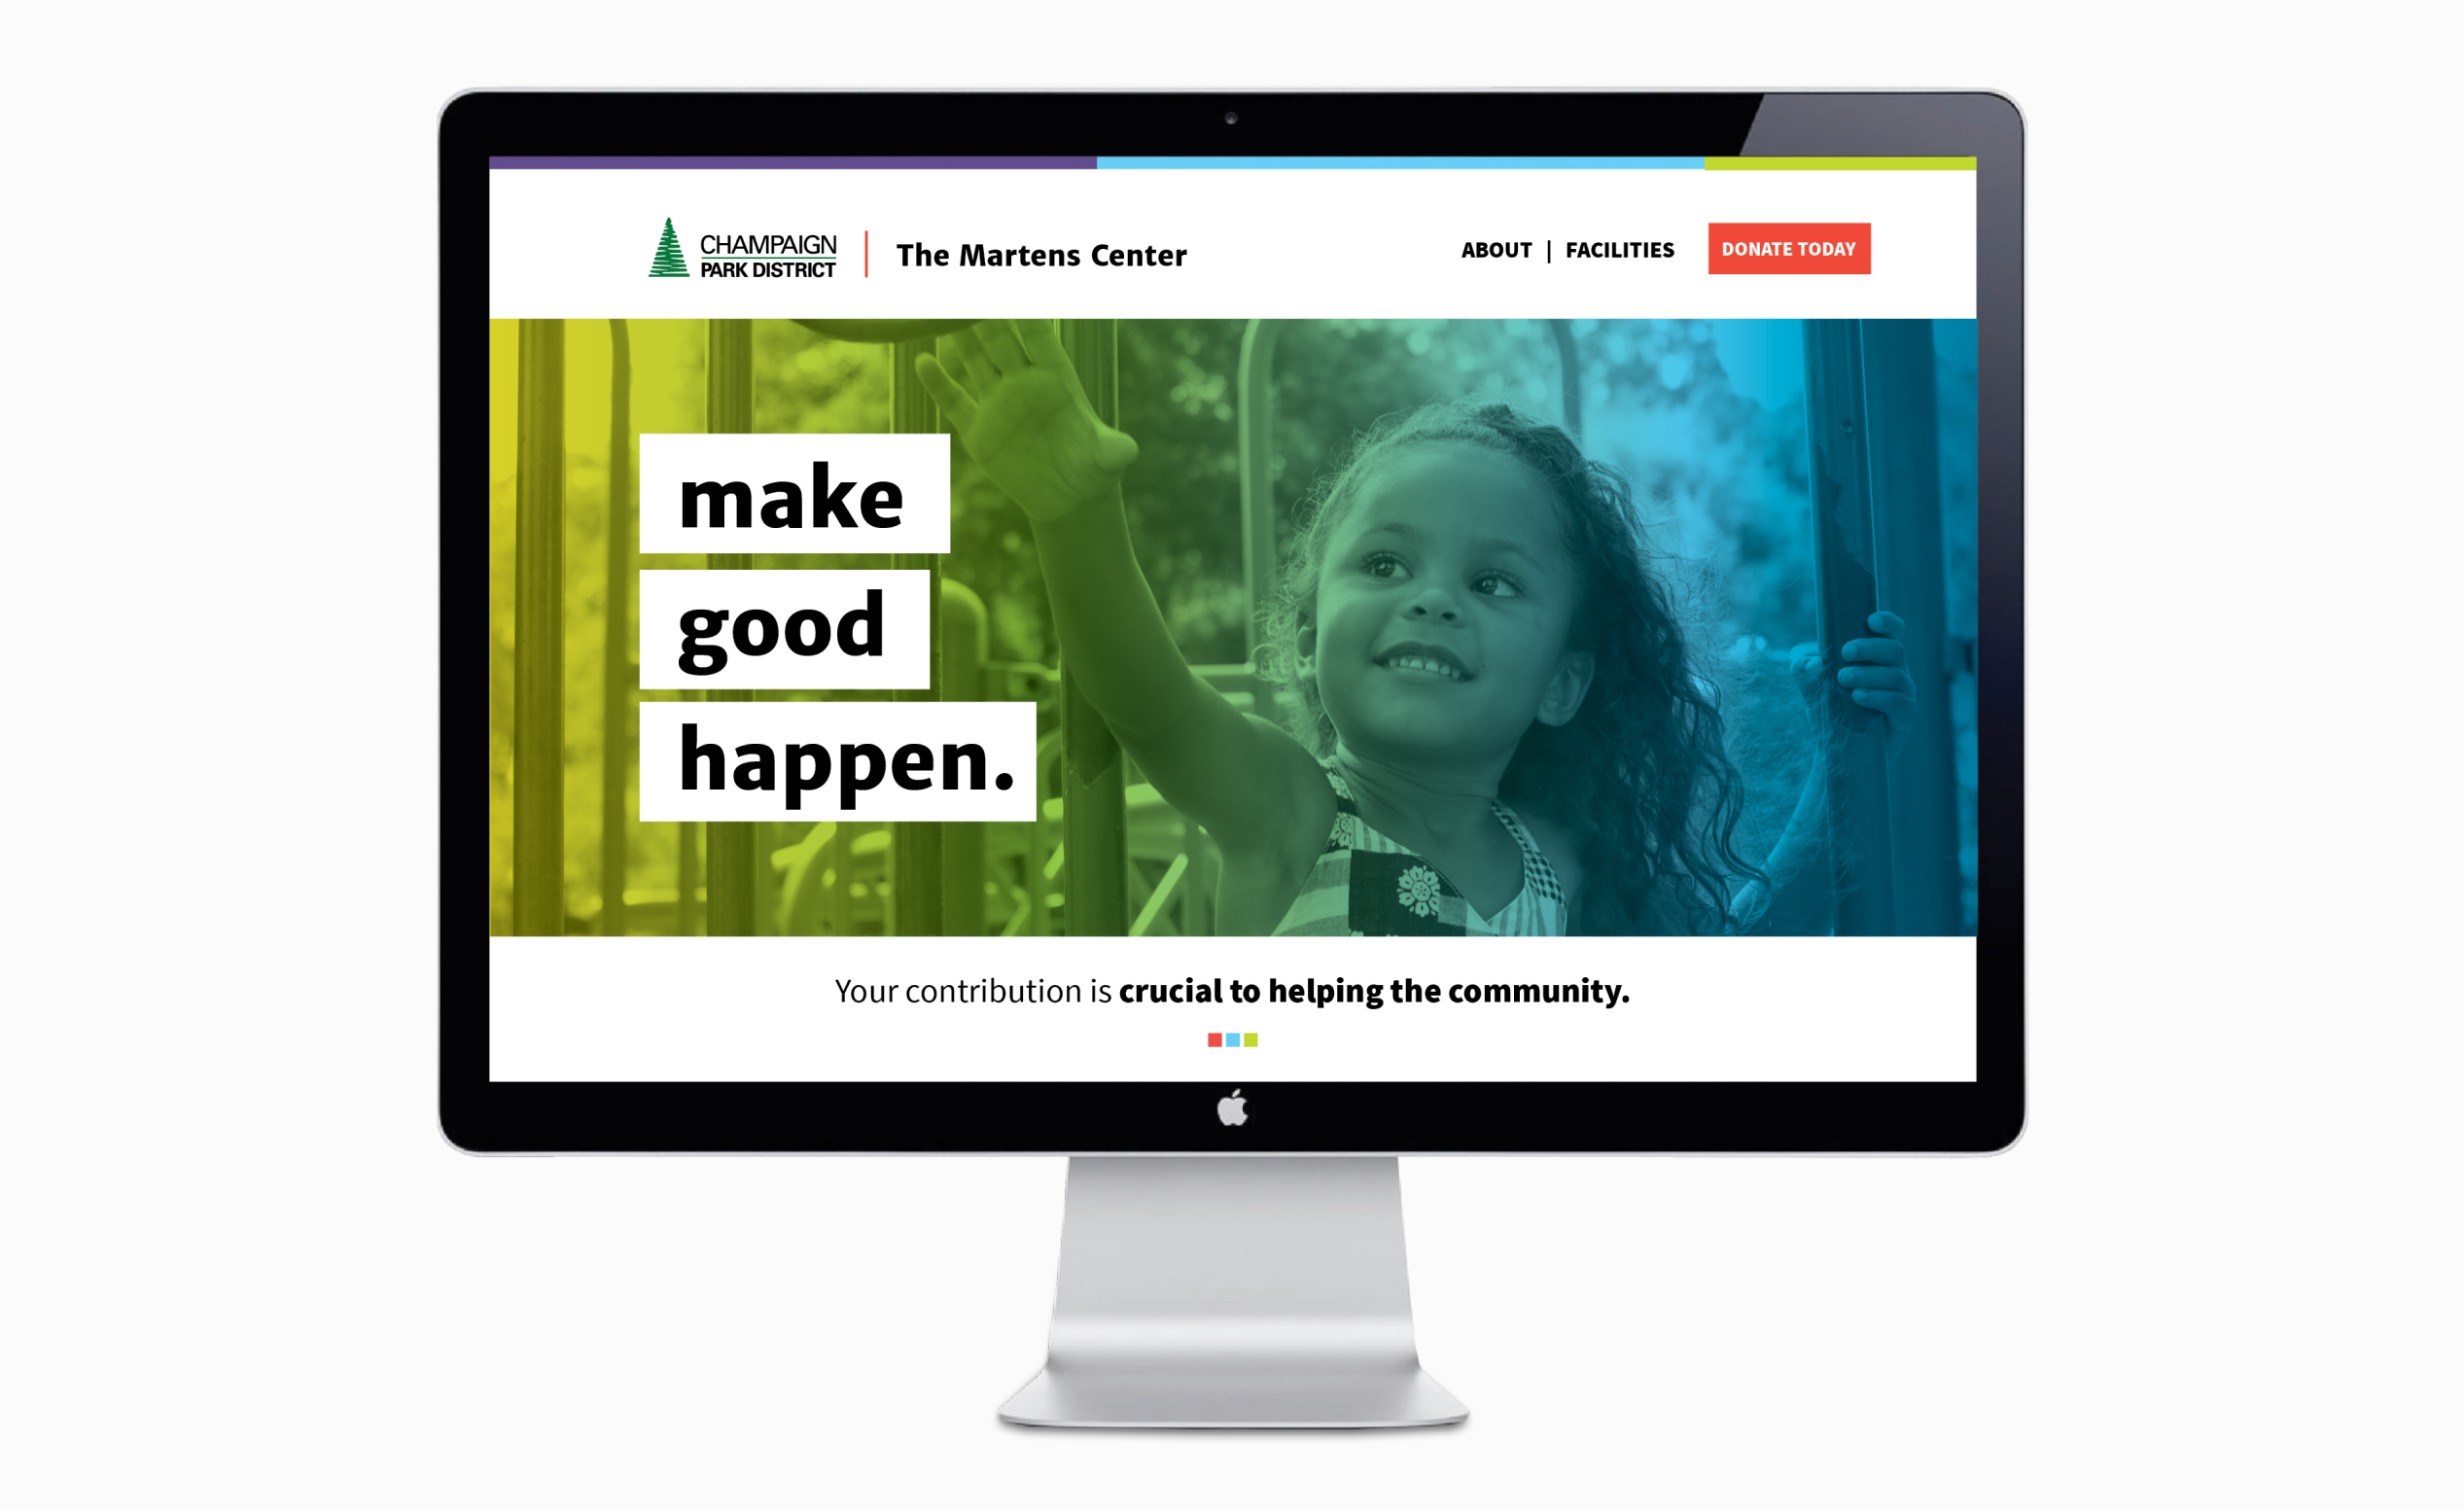 CHAMPAIGN
PARK DISTRICT
The Martens Center
ABOUT | FACILITIES
DONATE TODAY
make
good
happen.
Your contribution is crucial to helping the community.